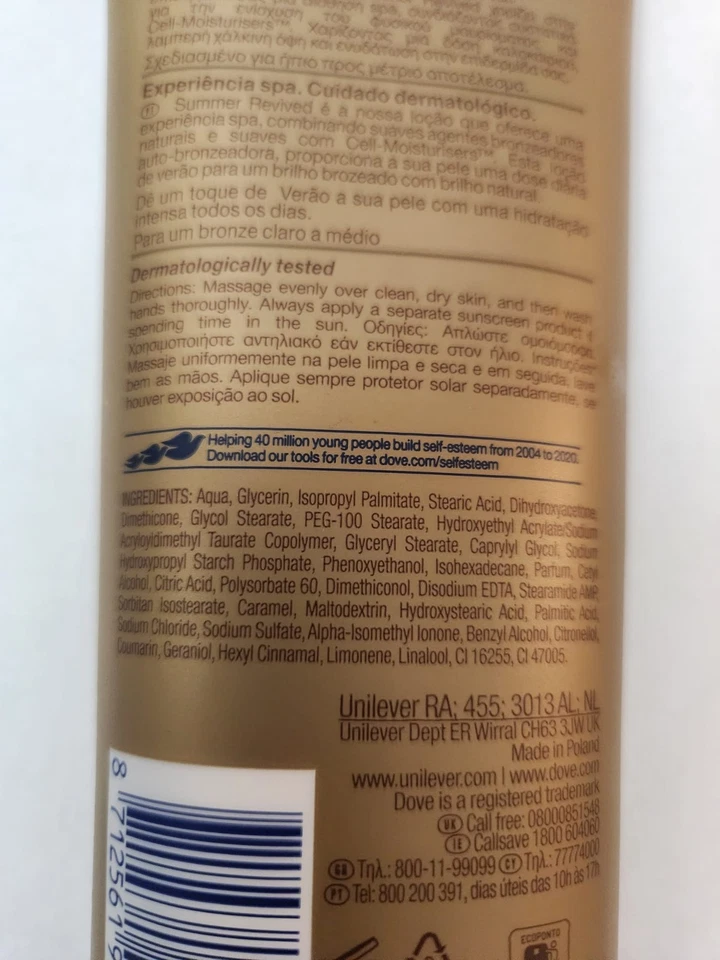 για την ενίσχυση του φυσικού μαυρίσματος και
Cell-Moisturisers™ Χαρίζοντας μια δόση καλοκαιριού,
λαμπερή χάλκινη όψη και ενυδάτωση στην επιδερμίδα σας.
Σχεδιασμένο για ήπιο προς μέτριο αποτέλεσμα.
Experiência spa. Cuidado dermatológico.
PT Summer Revived é a nossa loção que oferece uma
experiência spa, combinando suaves agentes bronzeadores
naturais e suaves com Cell-Moisturisers™ Esta loção
auto-bronzeadora, proporciona à sua pele uma dose diária
de verão para um brilho brozeado com brilho natural.
Dê um toque de Verão a sua pele com uma hidratação
intensa todos os dias.
Para um bronze claro a médio
Dermatologically tested
Directions: Massage evenly over clean, dry skin, and then wash
hands thoroughly. Always apply a separate sunscreen product if
spending time in the sun. Οδηγίες: Απλώστε ομοιόμορφα.
Χρησιμοποιήστε αντηλιακό εάν εκτίθεστε στον ήλιο. Instruções:
Massaje uniformemente na pele limpa e seca e em seguida, lave
bem as mãos. Aplique sempre protetor solar separadamente, se
houver exposição ao sol.
Helping 40 million young people build self-esteem from 2004 to 2020.
Download our tools for free at dove.com/selfesteem
INGREDIENTS: Aqua, Glycerin, Isopropyl Palmitate, Stearic Acid, Dihydroxyacetone,
Dimethicone, Glycol Stearate, PEG-100 Stearate, Hydroxyethyl Acrylate/Sodium
Acryloyldimethyl Taurate Copolymer, Glyceryl Stearate, Caprylyl Glycol, Sodium
Hydroxypropyl Starch Phosphate, Phenoxyethanol, Isohexadecane, Parfum, Cetyl
Alcohol, Citric Acid, Polysorbate 60, Dimethiconol, Disodium EDTA, Stearamide AMP,
Sorbitan Isostearate, Caramel, Maltodextrin, Hydroxystearic Acid, Palmitic Acid,
Sodium Chloride, Sodium Sulfate, Alpha-Isomethyl Ionone, Benzyl Alcohol, Citronellol,
Coumarin, Geraniol, Hexyl Cinnamal, Limonene, Linalool, CI 16255, CI 47005.
Unilever RA; 455; 3013 AL; NL
Unilever Dept ER Wirral CH63 3JW UK
Made in Poland
www.unilever.com | www.dove.com
Dove is a registered trademark
UK Call free: 08000851548
IE Callsave 1800 604060
GR Τηλ.: 800-11-99099 CY Τηλ.: 77774000
PT Tel: 800 200 391, dias úteis das 10h às 17h
8 712561 9
ECOPONTO